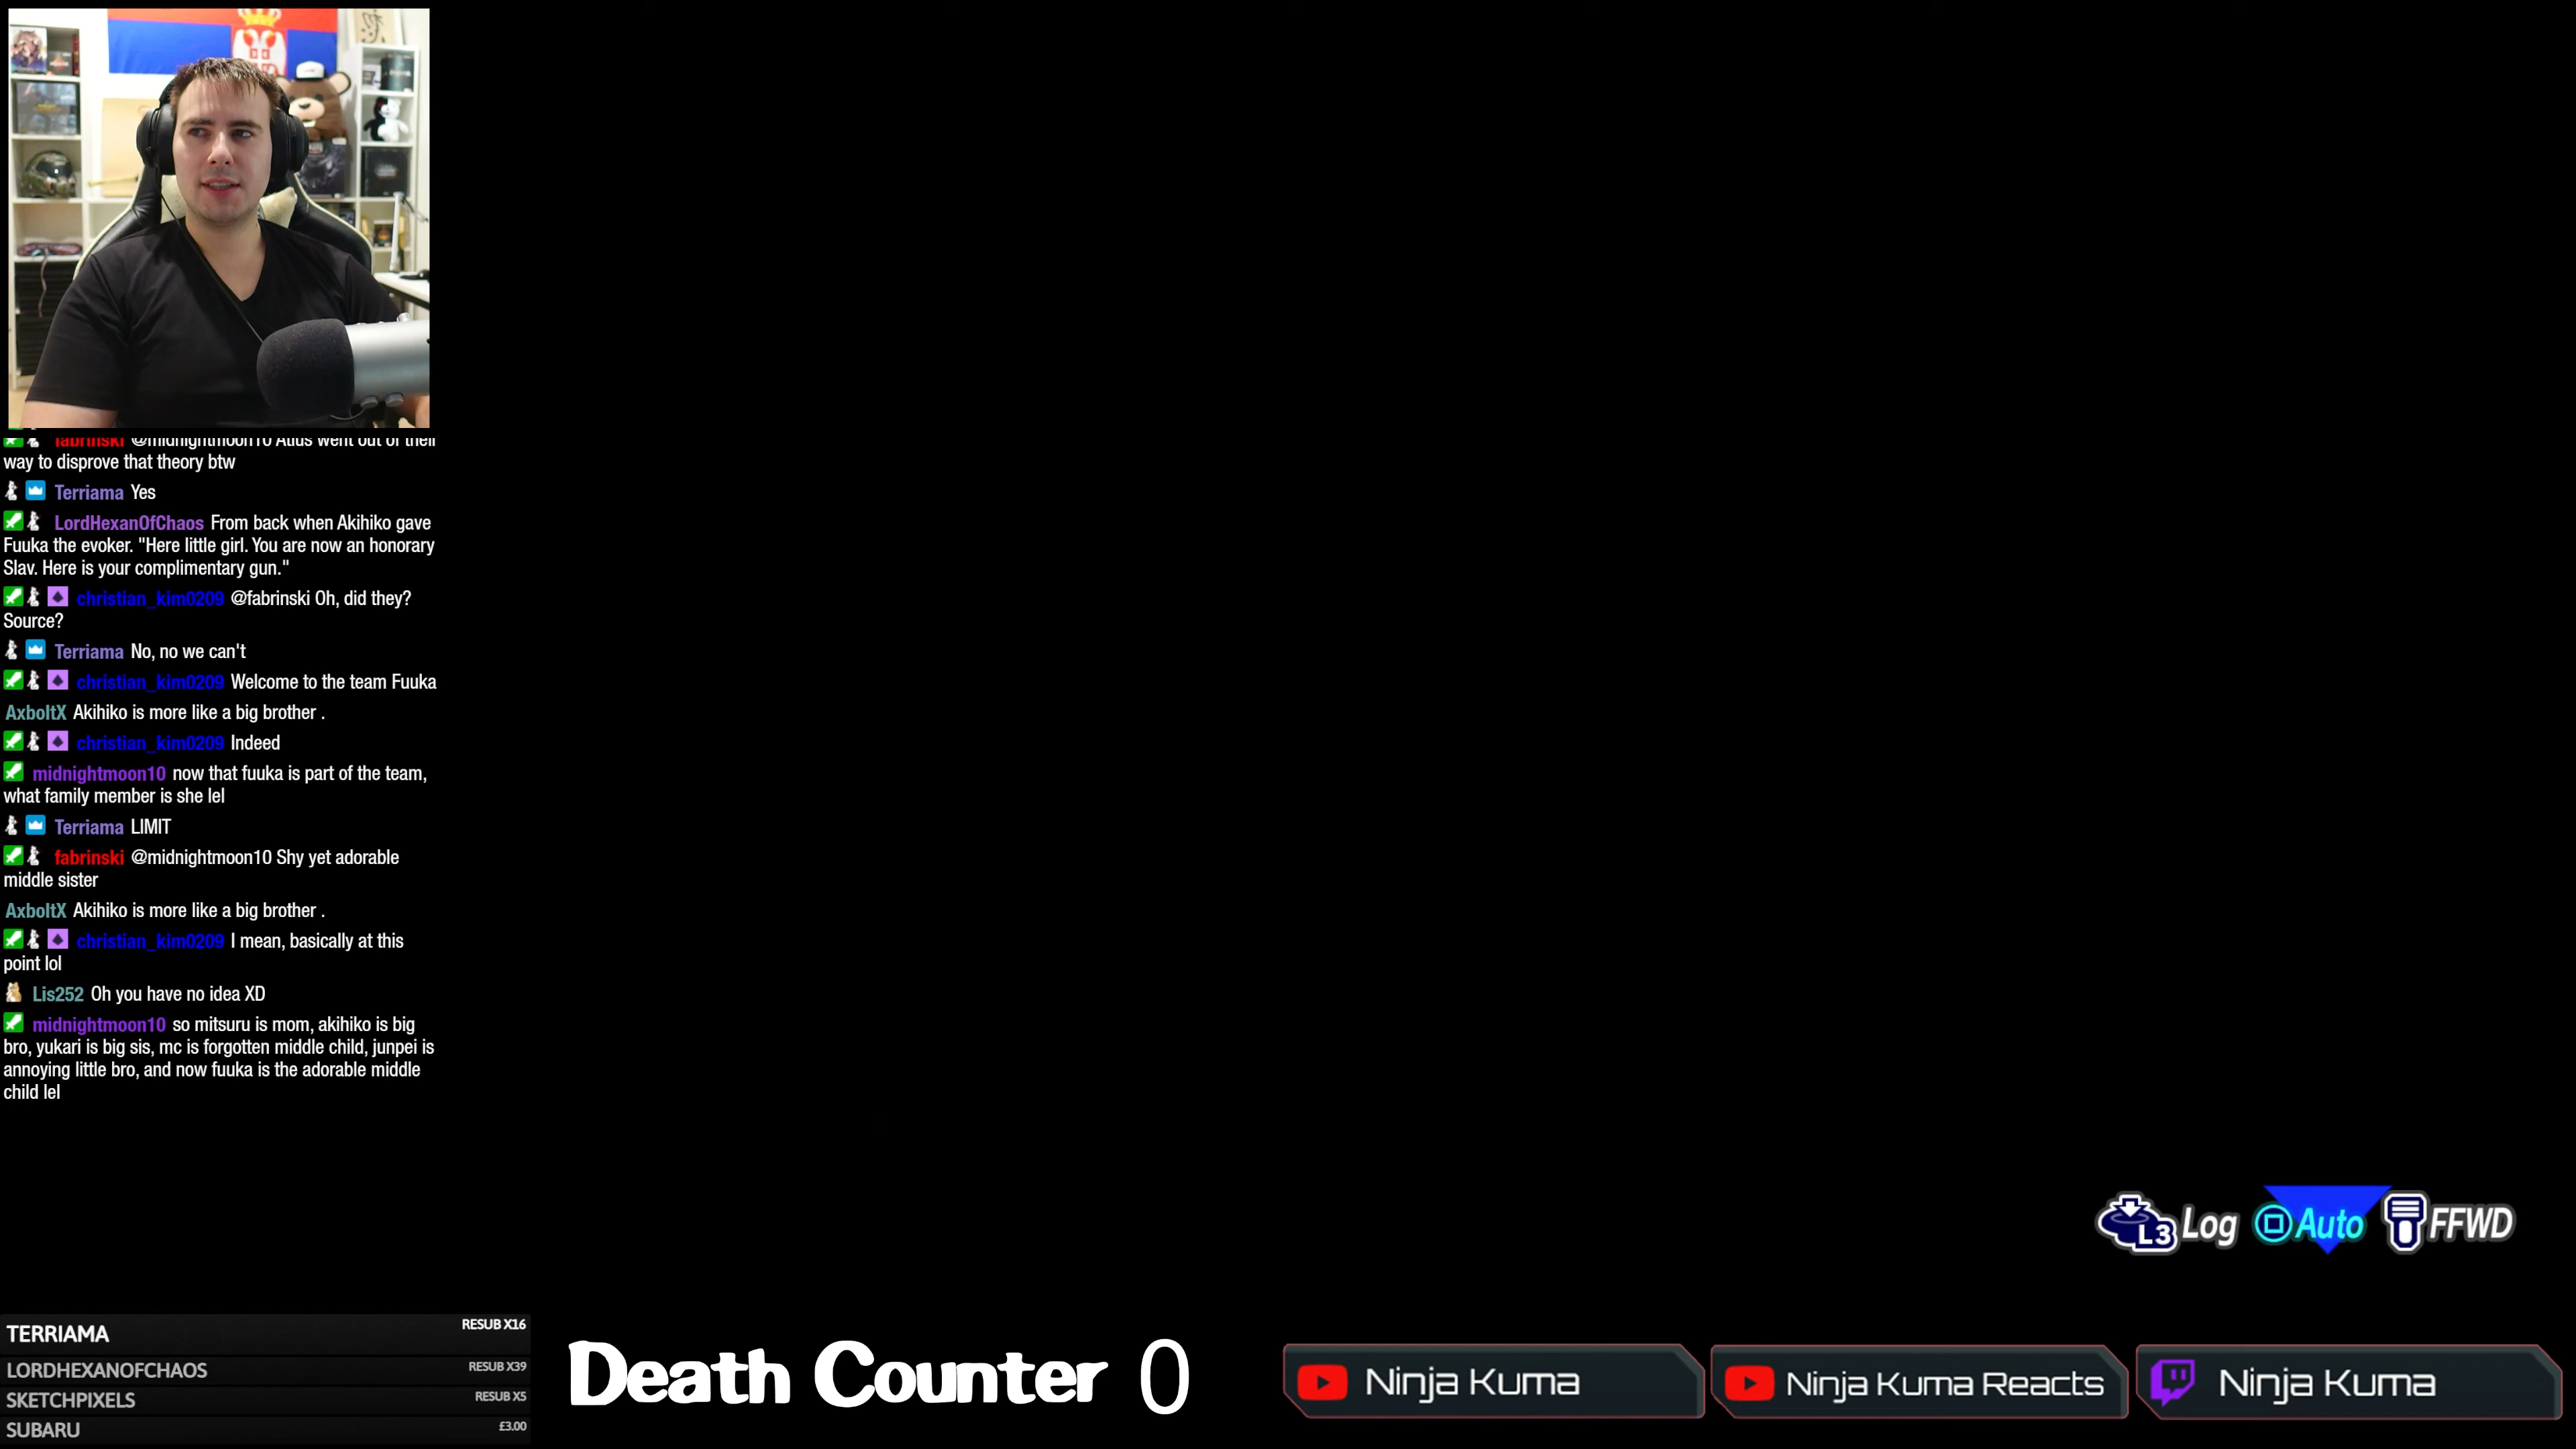 fabrinski @midnightmoon10 Atlus went out of their
way to disprove that theory btw
Terriama Yes
LordHexanOfChaos From back when Akihiko gave
Fuuka the evoker. "Here little girl. You are now an honorary
Slav. Here is your complimentary gun."
christian_kim0209 @fabrinski Oh, did they?
Source?
Terriama No, no we can't
christian_kim0209 Welcome to the team Fuuka
AxboltX Akihiko is more like a big brother .
christian_kim0209 Indeed
midnightmoon10 now that fuuka is part of the team,
what family member is she lel
Terriama LIMIT
fabrinski @midnightmoon10 Shy yet adorable
middle sister
AxboltX Akihiko is more like a big brother .
christian_kim0209 I mean, basically at this
point lol
Lis252 Oh you have no idea XD
midnightmoon10 so mitsuru is mom, akihiko is big
bro, yukari is big sis, mc is forgotten middle child, junpei is
annoying little bro, and now fuuka is the adorable middle
child lel
L3 Log Auto FFWD
TERRIAMA RESUB X16
LORDHEXANOFCHAOS RESUB X39
SKETCHPIXELS RESUB X5
SUBARU £3.00
Death Counter 0
Ninja Kuma
Ninja Kuma Reacts
Ninja Kuma